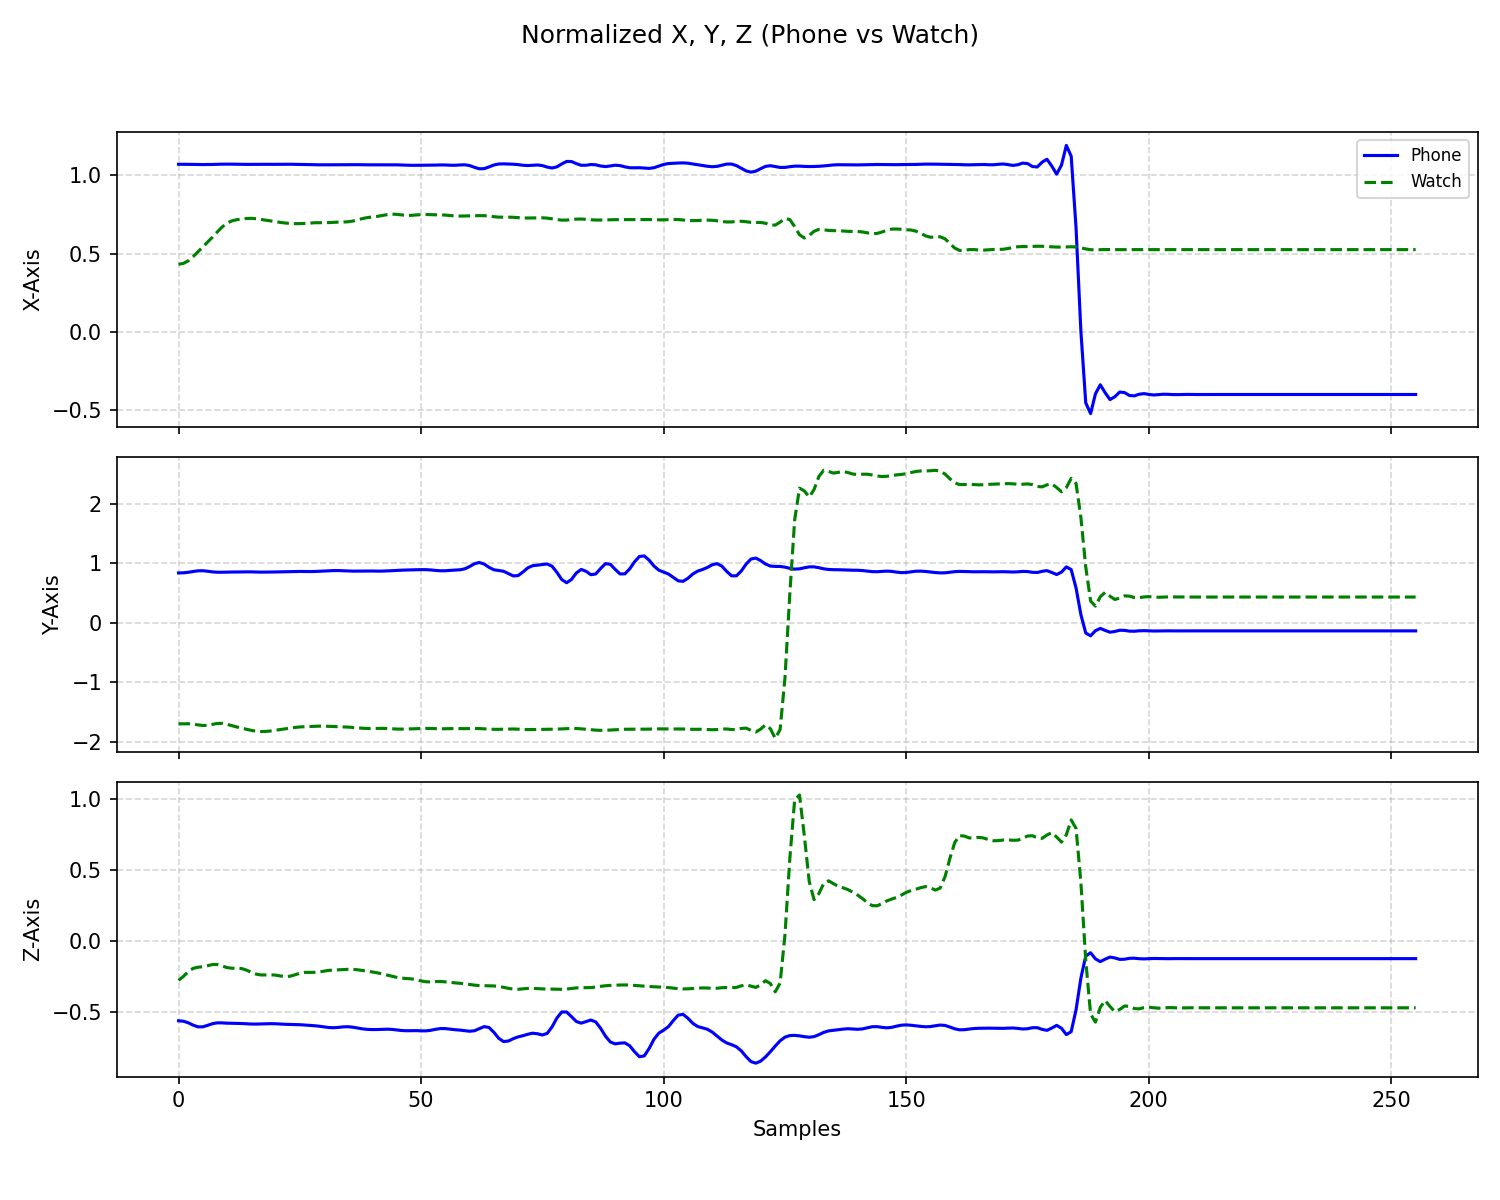 Normalized X, Y, Z (Phone vs Watch)
Phone
Watch
1.0
0.5
0.0
−0.5
X-Axis
2
1
0
−1
−2
Y-Axis
1.0
0.5
0.0
−0.5
Z-Axis
0 50 100 150 200 250
Samples